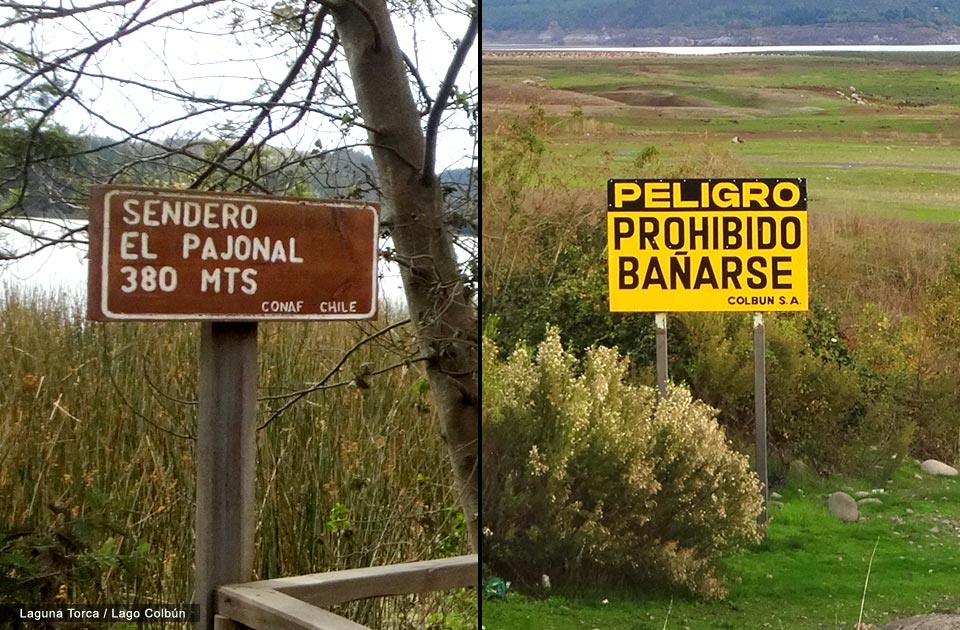 SENDERO
EL PAJONAL
380 MTS
CONAF CHILE
PELIGRO
PROHIBIDO
BAÑARSE
COLBUN S.A.
Laguna Torca / Lago Colbún